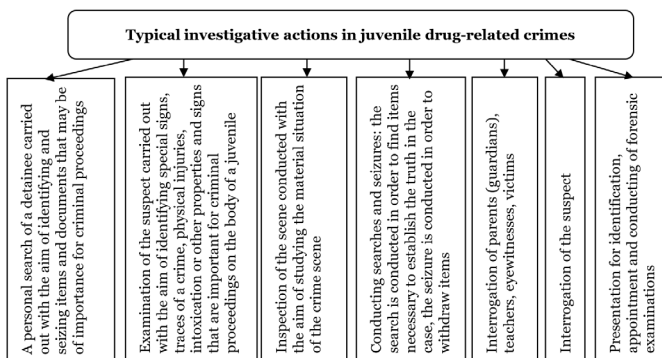 Typical investigative actions in juvenile drug-related crimes
A personal search of a detainee carried
out with the aim of identifying and
seizing items and documents that may be
of importance for criminal proceedings
Examination of the suspect carried out
with the aim of identifying special signs,
traces of a crime, physical injuries,
intoxication or other properties and signs
that are important for criminal
proceedings on the body of a juvenile
Inspection of the scene conducted with
the aim of studying the material situation
of the crime scene
Conducting searches and seizures: the
search is conducted in order to find items
necessary to establish the truth in the
case, the seizure is conducted in order to
withdraw items
Interrogation of parents (guardians),
teachers, eyewitnesses, victims
Interrogation of the suspect
Presentation for identification,
appointment and conducting of forensic
examinations